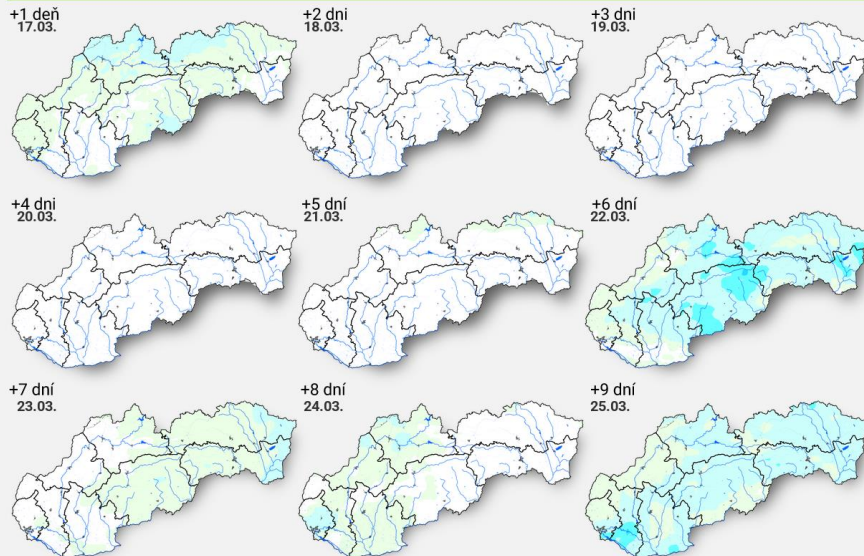 +1 deň
17.03.
+2 dni
18.03.
+3 dni
19.03.
+4 dni
20.03.
+5 dní
21.03.
+6 dní
22.03.
+7 dní
23.03.
+8 dní
24.03.
+9 dní
25.03.